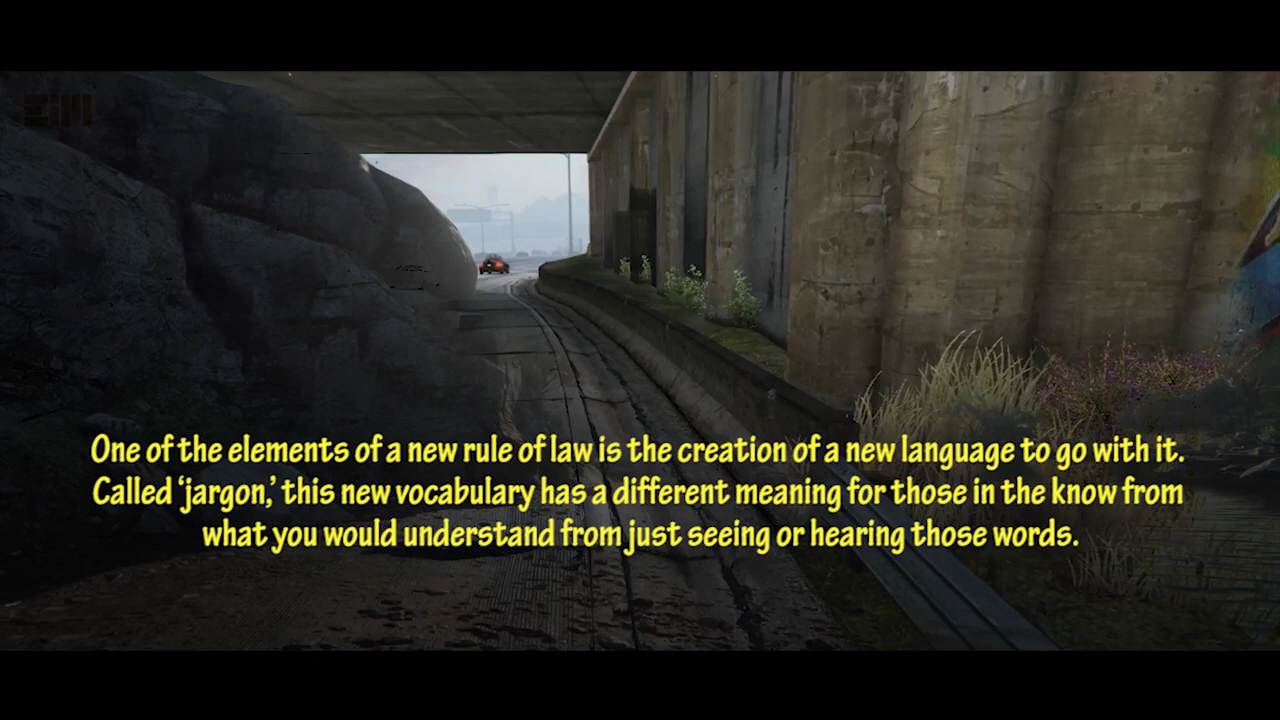 One of the elements of a new rule of law is the creation of a new language to go with it.
Called ‘jargon,’ this new vocabulary has a different meaning for those in the know from
what you would understand from just seeing or hearing those words.